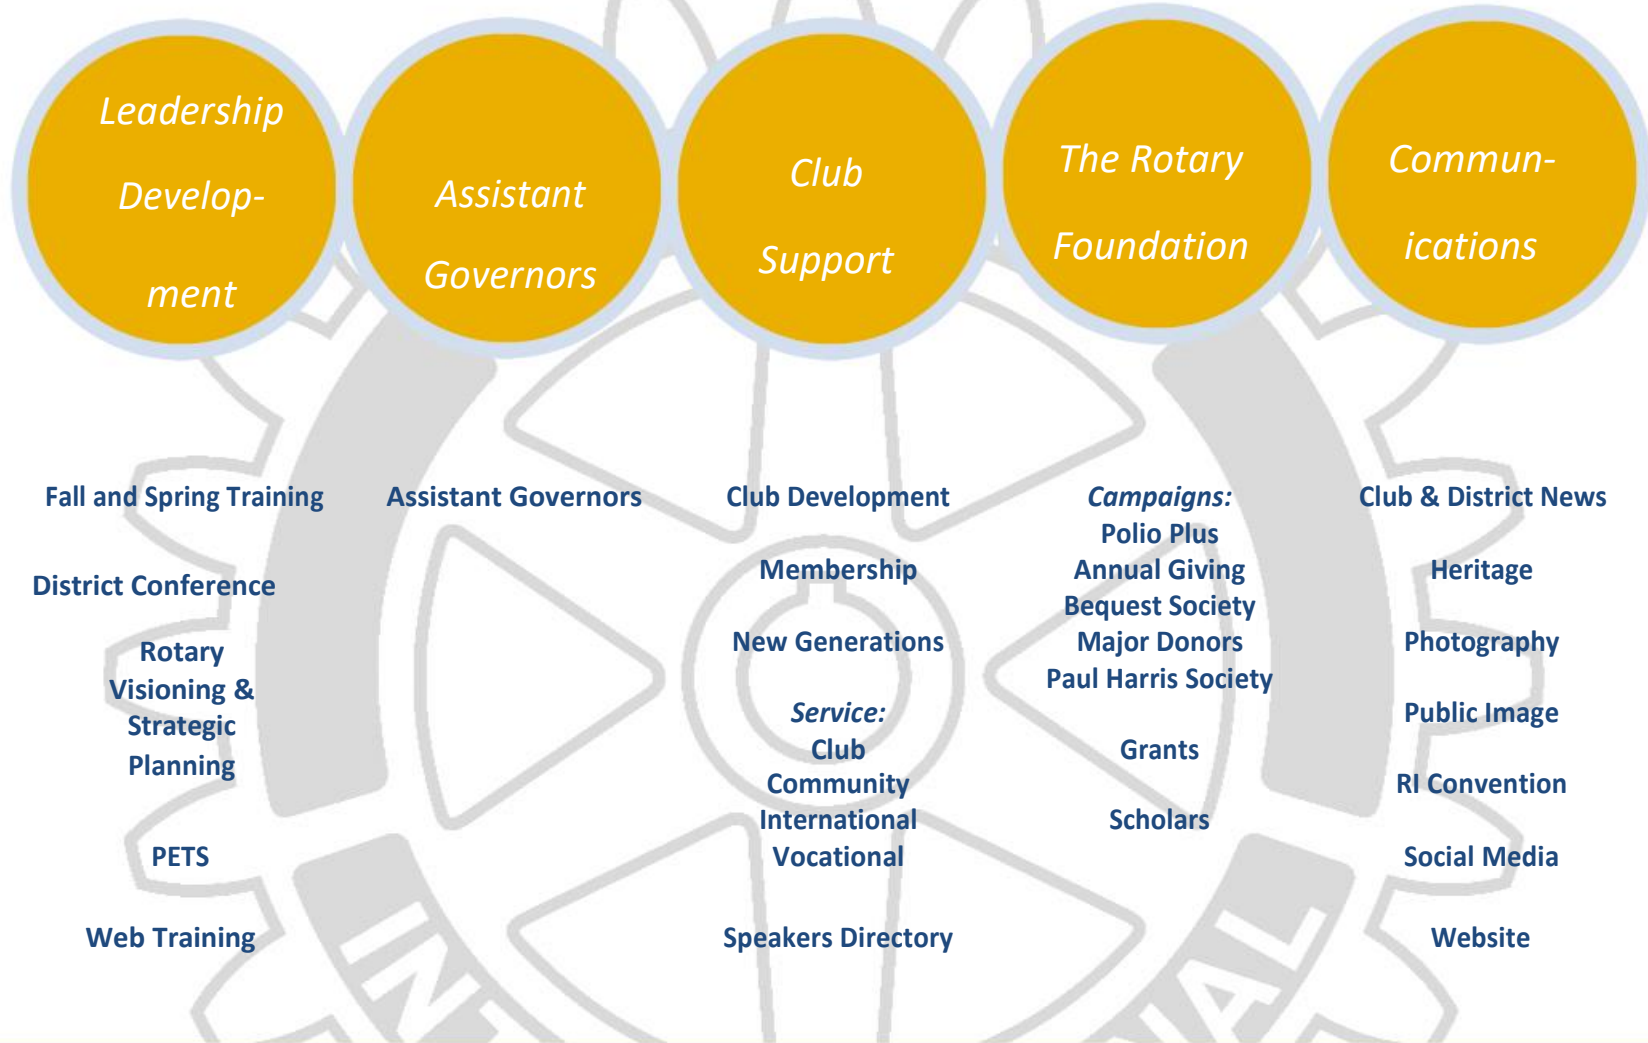 Leadership
Develop-
ment
Assistant
Governors
Club
Support
The Rotary
Foundation
Commun-
ications
Fall and Spring Training
District Conference
Rotary
Visioning &
Strategic
Planning
PETS
Web Training
Assistant Governors
Club Development
Membership
New Generations
Service:
Club
Community
International
Vocational
Speakers Directory
Campaigns:
Polio Plus
Annual Giving
Bequest Society
Major Donors
Paul Harris Society
Grants
Scholars
Club & District News
Heritage
Photography
Public Image
RI Convention
Social Media
Website